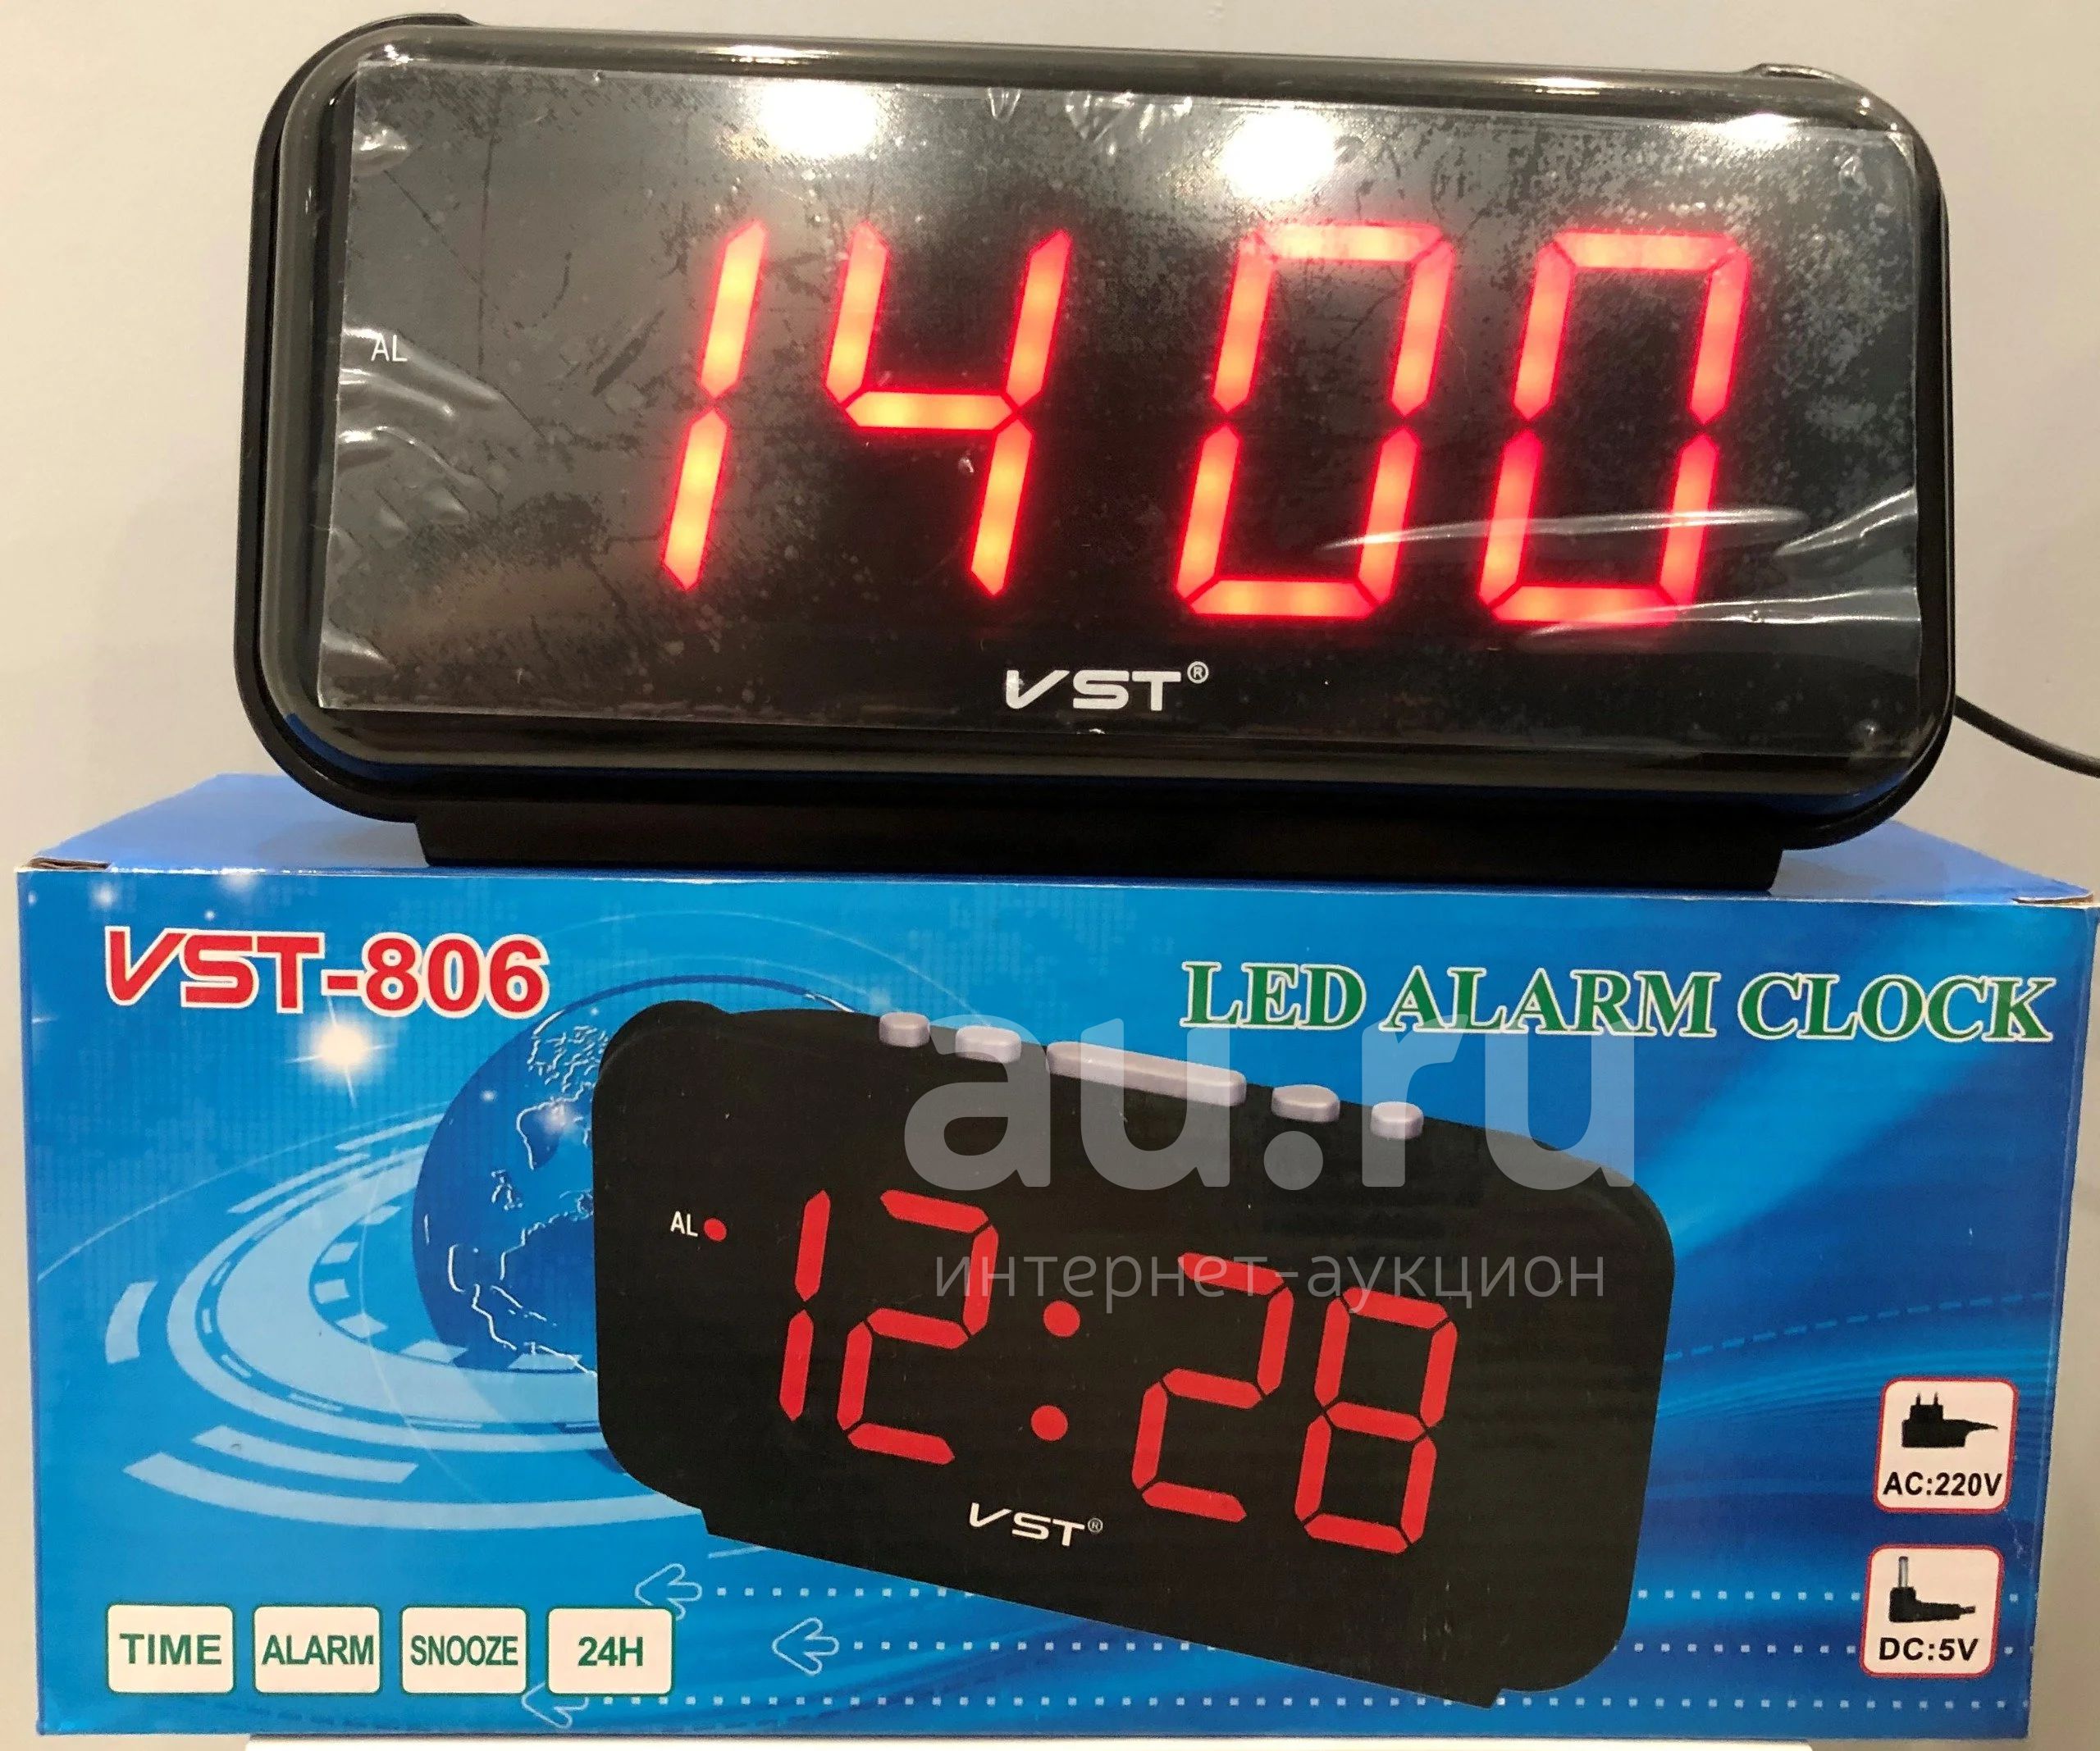 14 00
AL
VST®
VST-806
LED ALARM CLOCK
au.ru
интернет-аукцион
AL
12:28
VST®
AC:220V
DC:5V
TIME ALARM SNOOZE 24H